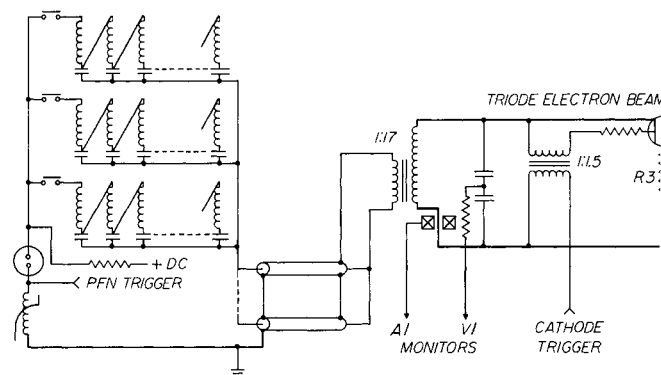 TRIODE ELECTRON BEAM
1:17
1:1.5
R3
+ DC
PFN TRIGGER
A1
V1
MONITORS
CATHODE
TRIGGER